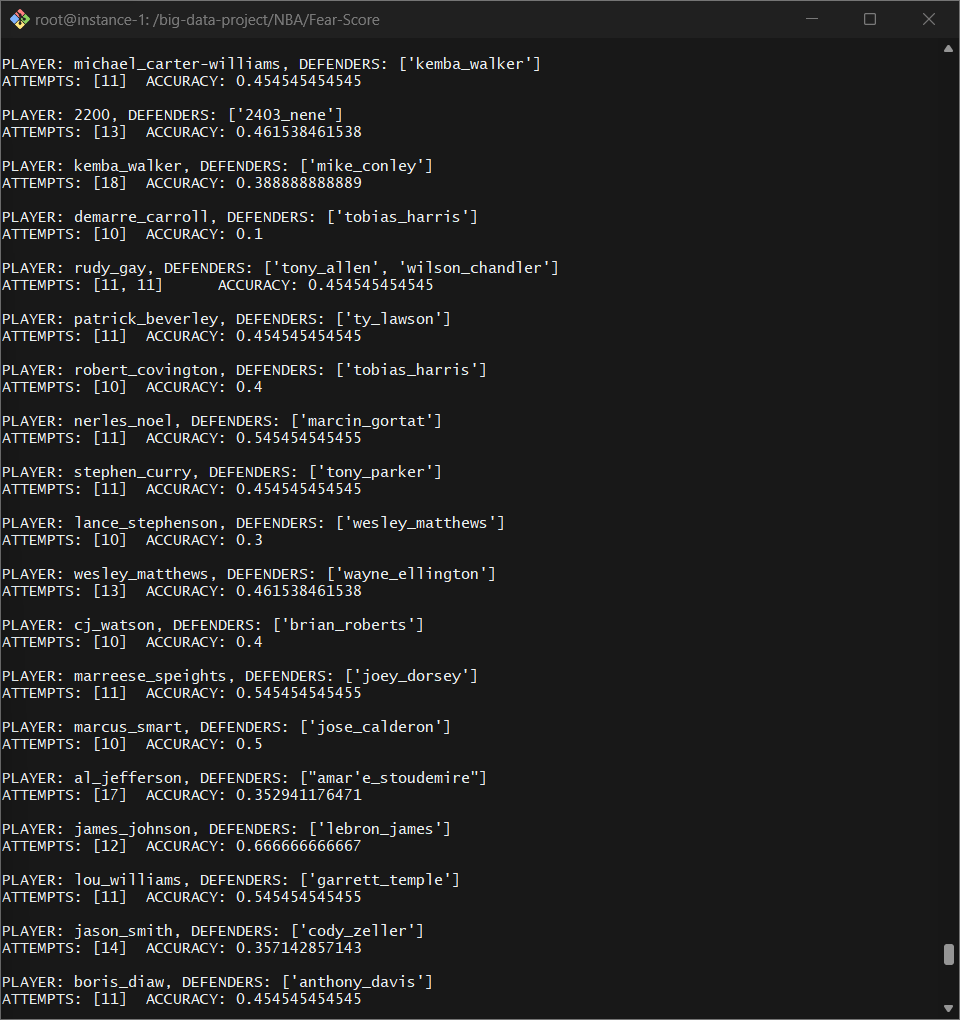 root@instance-1: /big-data-project/NBA/Fear-Score
PLAYER: michael_carter-williams, DEFENDERS: ['kemba_walker']
ATTEMPTS: [11]  ACCURACY: 0.454545454545
PLAYER: 2200, DEFENDERS: ['2403_nene']
ATTEMPTS: [13]  ACCURACY: 0.461538461538
PLAYER: kemba_walker, DEFENDERS: ['mike_conley']
ATTEMPTS: [18]  ACCURACY: 0.388888888889
PLAYER: demarre_carroll, DEFENDERS: ['tobias_harris']
ATTEMPTS: [10]  ACCURACY: 0.1
PLAYER: rudy_gay, DEFENDERS: ['tony_allen', 'wilson_chandler']
ATTEMPTS: [11, 11]      ACCURACY: 0.454545454545
PLAYER: patrick_beverley, DEFENDERS: ['ty_lawson']
ATTEMPTS: [11]  ACCURACY: 0.454545454545
PLAYER: robert_covington, DEFENDERS: ['tobias_harris']
ATTEMPTS: [10]  ACCURACY: 0.4
PLAYER: nerles_noel, DEFENDERS: ['marcin_gortat']
ATTEMPTS: [11]  ACCURACY: 0.545454545455
PLAYER: stephen_curry, DEFENDERS: ['tony_parker']
ATTEMPTS: [11]  ACCURACY: 0.454545454545
PLAYER: lance_stephenson, DEFENDERS: ['wesley_matthews']
ATTEMPTS: [10]  ACCURACY: 0.3
PLAYER: wesley_matthews, DEFENDERS: ['wayne_ellington']
ATTEMPTS: [13]  ACCURACY: 0.461538461538
PLAYER: cj_watson, DEFENDERS: ['brian_roberts']
ATTEMPTS: [10]  ACCURACY: 0.4
PLAYER: marreese_speights, DEFENDERS: ['joey_dorsey']
ATTEMPTS: [11]  ACCURACY: 0.545454545455
PLAYER: marcus_smart, DEFENDERS: ['jose_calderon']
ATTEMPTS: [10]  ACCURACY: 0.5
PLAYER: al_jefferson, DEFENDERS: ["amar'e_stoudemire"]
ATTEMPTS: [17]  ACCURACY: 0.352941176471
PLAYER: james_johnson, DEFENDERS: ['lebron_james']
ATTEMPTS: [12]  ACCURACY: 0.666666666667
PLAYER: lou_williams, DEFENDERS: ['garrett_temple']
ATTEMPTS: [11]  ACCURACY: 0.545454545455
PLAYER: jason_smith, DEFENDERS: ['cody_zeller']
ATTEMPTS: [14]  ACCURACY: 0.357142857143
PLAYER: boris_diaw, DEFENDERS: ['anthony_davis']
ATTEMPTS: [11]  ACCURACY: 0.454545454545